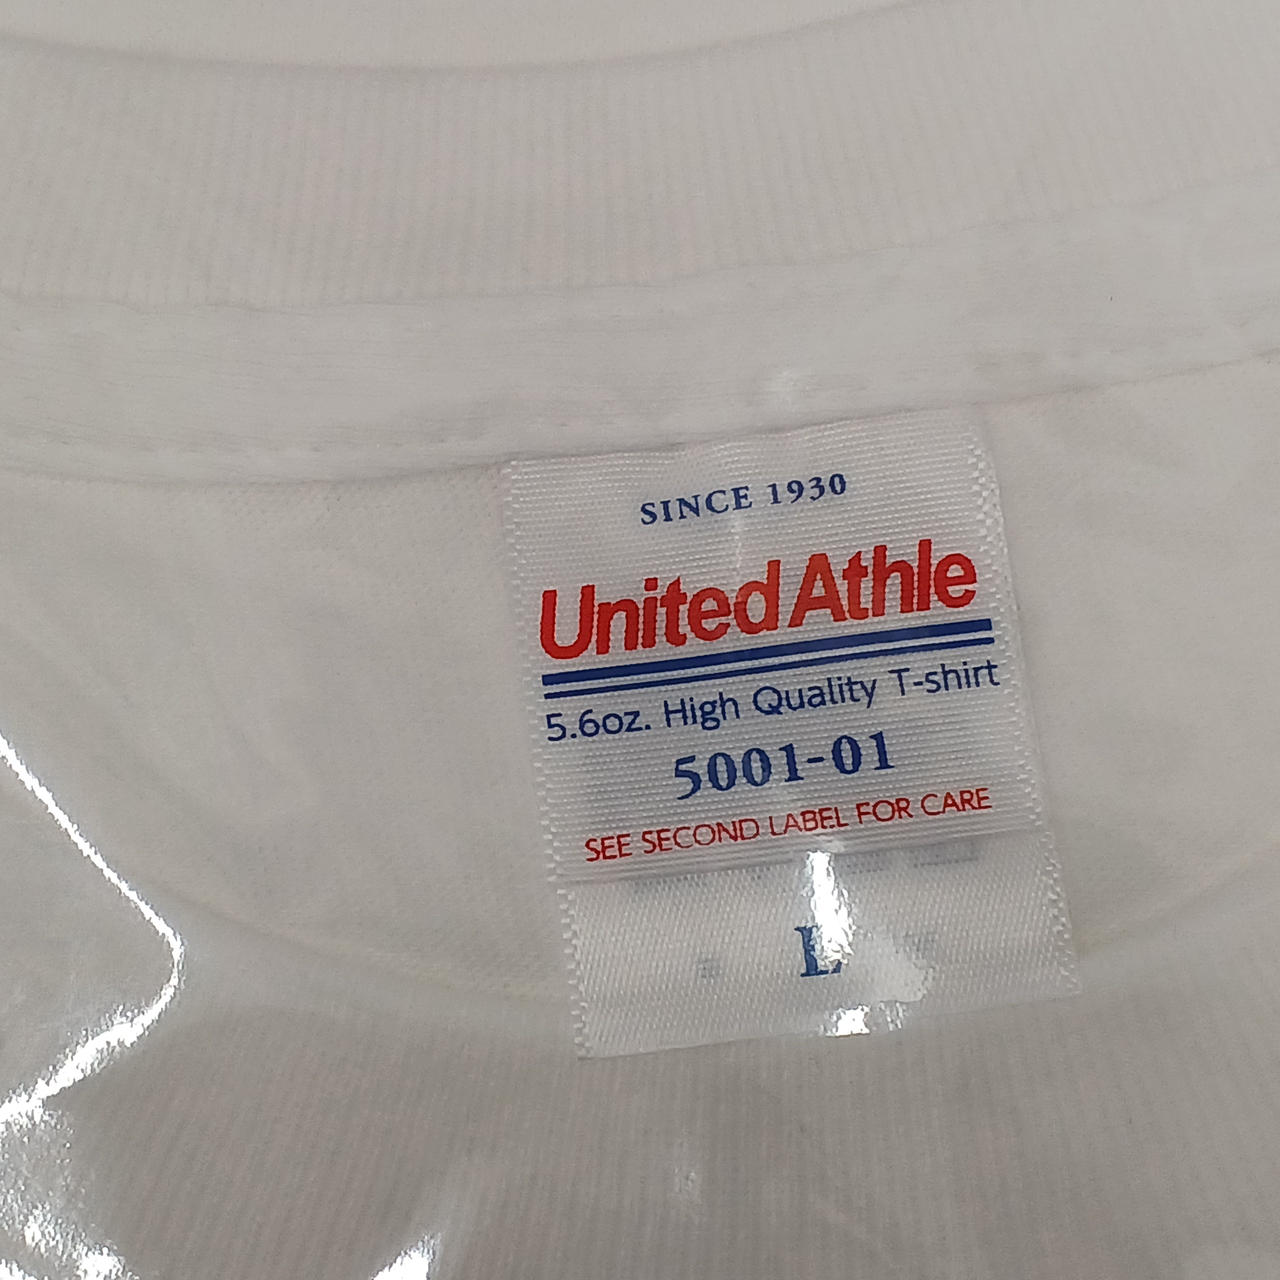 SINCE 1930
United Athle
5.6oz. High Quality T-shirt
5001-01
SEE SECOND LABEL FOR CARE
L